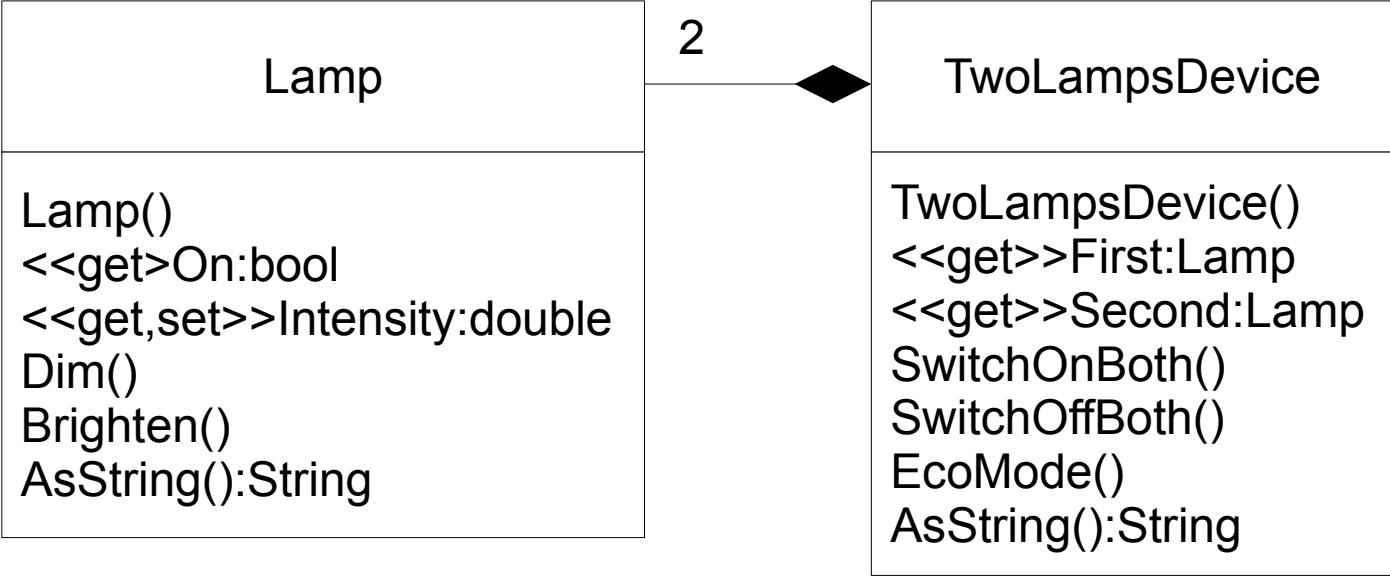 Lamp
Lamp()
<<get>On:bool
<<get,set>>Intensity:double
Dim()
Brighten()
AsString():String
2
TwoLampsDevice
TwoLampsDevice()
<<get>>First:Lamp
<<get>>Second:Lamp
SwitchOnBoth()
SwitchOffBoth()
EcoMode()
AsString():String